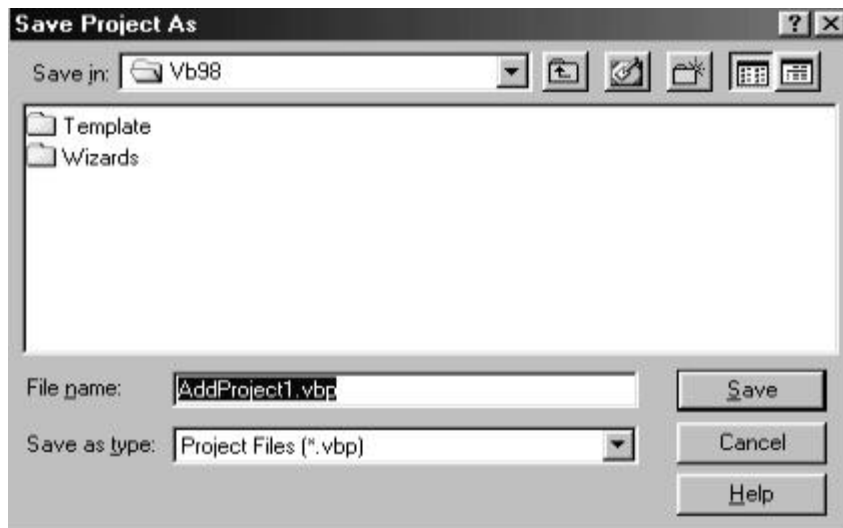 Save Project As
Save in: Vb98
Template
Wizards
File name: AddProject1.vbp Save
Save as type: Project Files (*.vbp) Cancel
Help